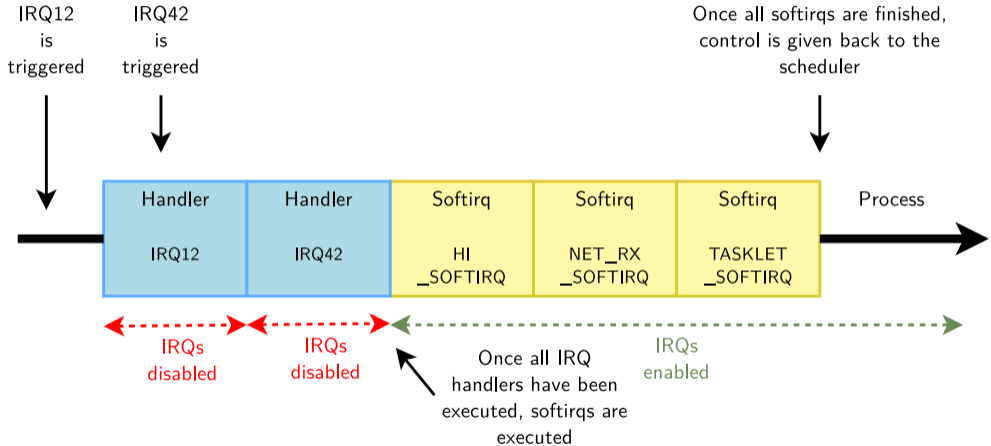 IRQ12
is
triggered
IRQ42
is
triggered
Once all softirqs are finished,
control is given back to the
scheduler
Handler
IRQ12
Handler
IRQ42
Softirq
HI
_SOFTIRQ
Softirq
NET_RX
_SOFTIRQ
Softirq
TASKLET
_SOFTIRQ
Process
IRQs
disabled
IRQs
disabled
Once all IRQ
handlers have been
executed, softirqs are
executed
IRQs
enabled